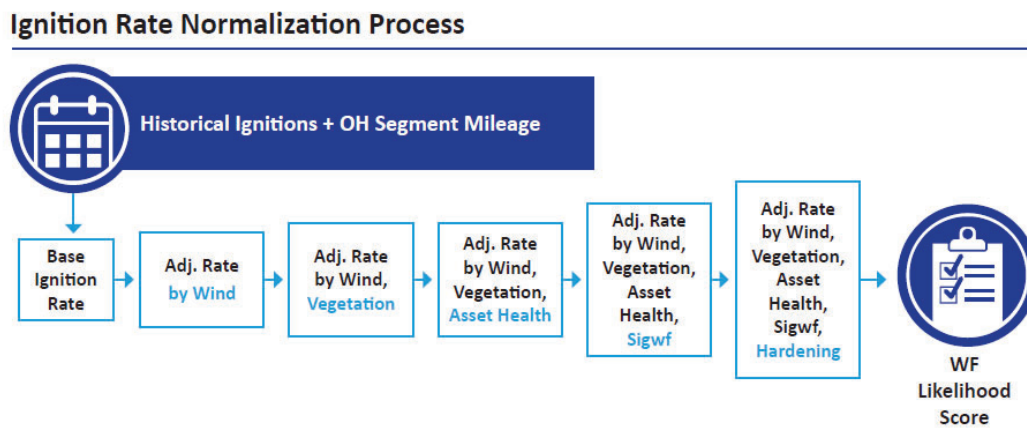 Ignition Rate Normalization Process
Historical Ignitions + OH Segment Mileage
Base
Ignition
Rate
Adj. Rate
by Wind
Adj. Rate
by Wind,
Vegetation
Adj. Rate
by Wind,
Vegetation,
Asset Health
Adj. Rate
by Wind,
Vegetation,
Asset
Health,
Sigwf
Adj. Rate
by Wind,
Vegetation,
Asset
Health,
Sigwf,
Hardening
WF
Likelihood
Score